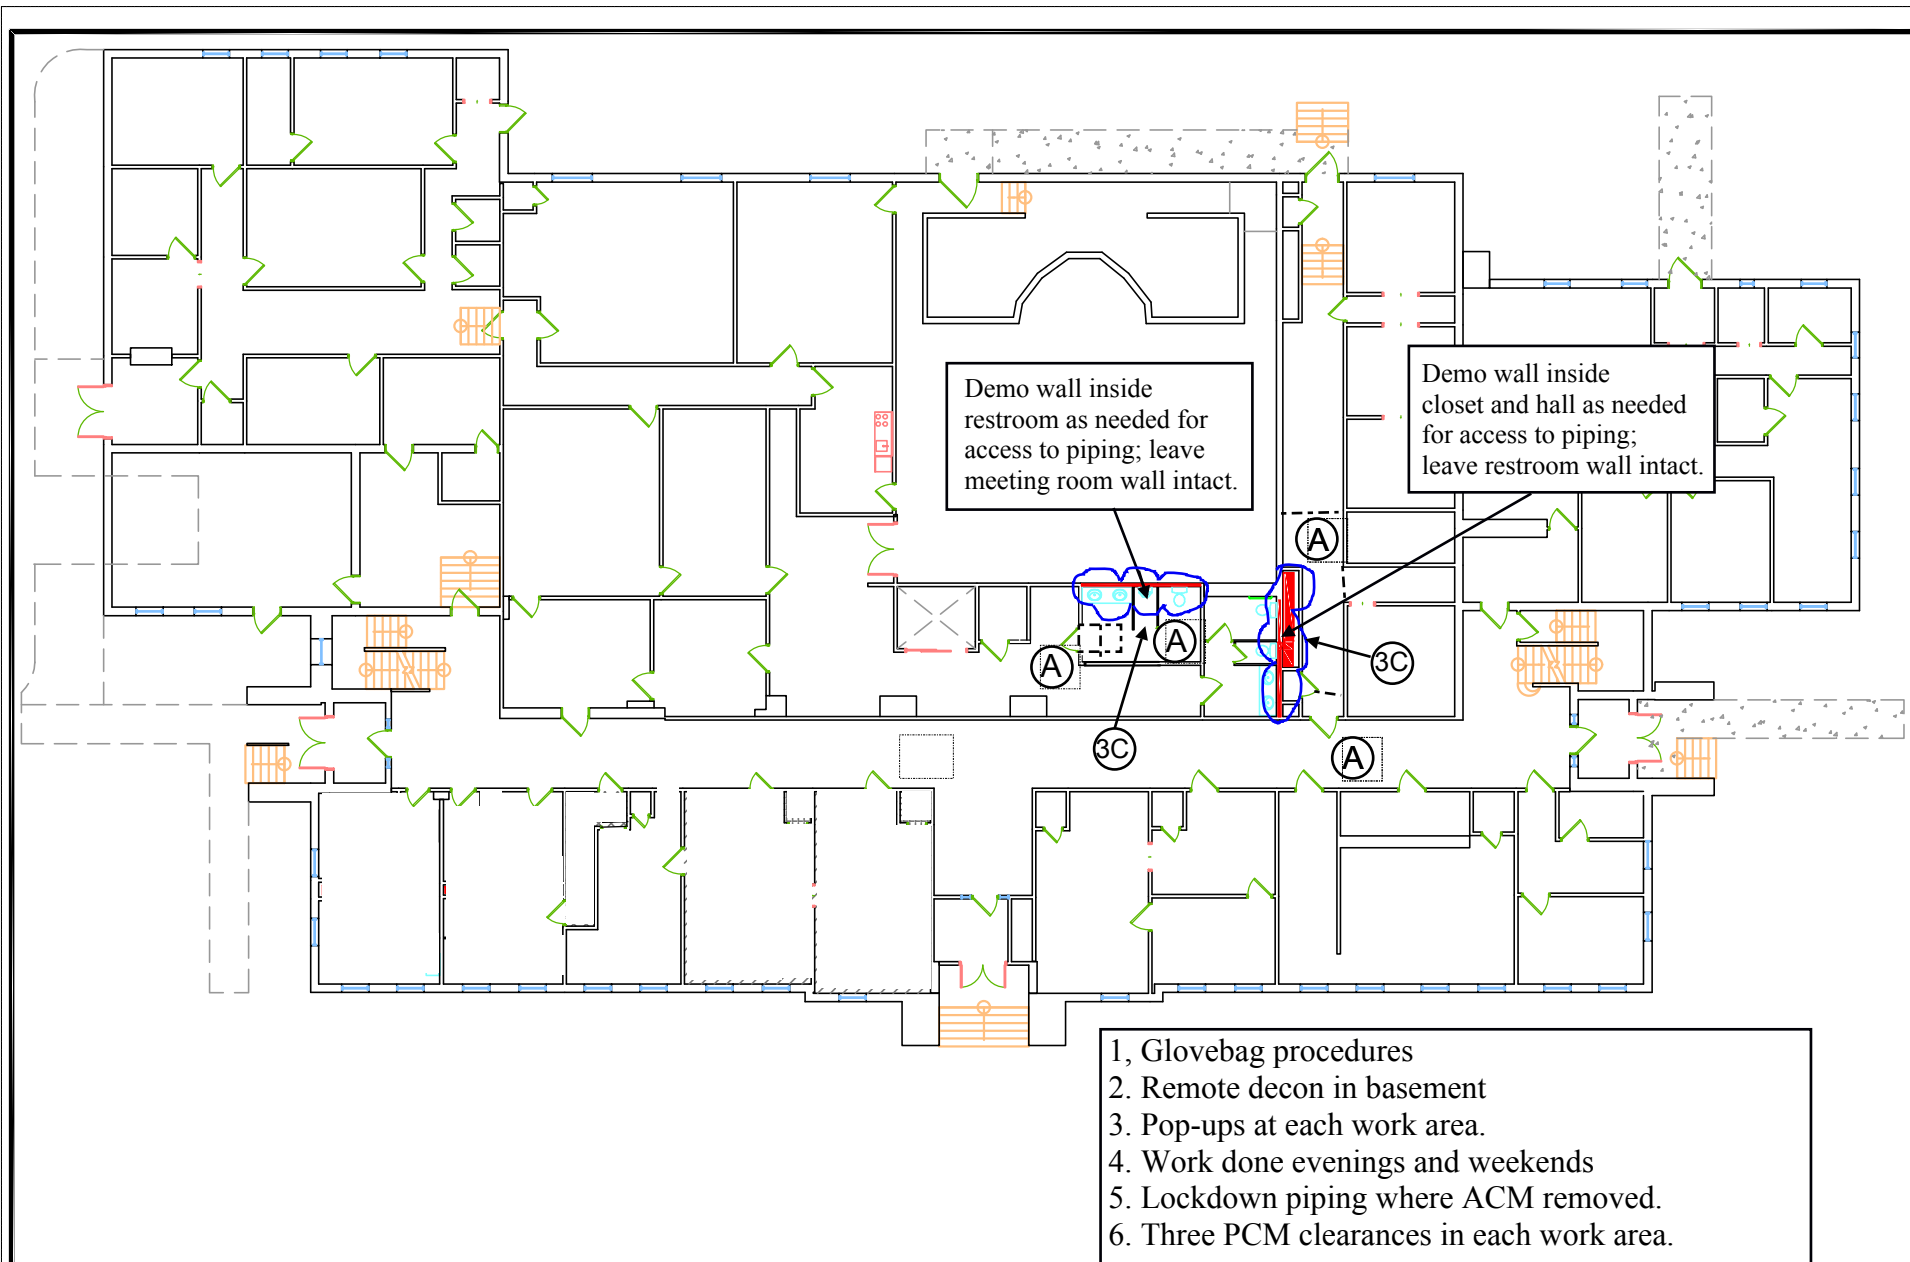 Demo wall inside
restroom as needed for
access to piping; leave
meeting room wall intact.
Demo wall inside
closet and hall as needed
for access to piping;
leave restroom wall intact.
A
A
A
3C
3C
A
1, Glovebag procedures
2. Remote decon in basement
3. Pop-ups at each work area.
4. Work done evenings and weekends
5. Lockdown piping where ACM removed.
6. Three PCM clearances in each work area.